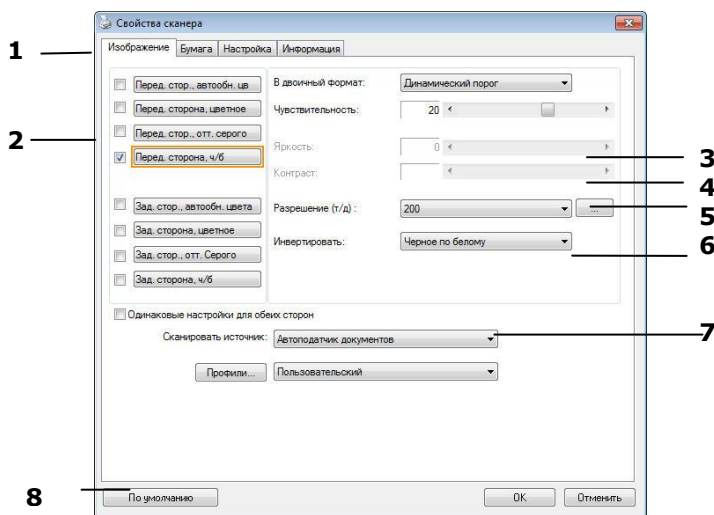 Свойства сканера
1
Изображение Бумага Настройка Информация
Перед. стор., автообн. цв
В двоичный формат: Динамический порог
Перед. сторона, цветное
Чувствительность: 20
2
Перед. стор., отт. серого
Яркость: 0
Перед. сторона, ч/б
3
Контраст:
4
Зад. стор., автообн. цвета
Разрешение (т/д) : 200 ...
5
Зад. сторона, цветное
Инвертировать: Черное по белому
6
Зад. стор., отт. Серого
Зад. сторона, ч/б
Одинаковые настройки для обеих сторон
Сканировать источник: Автоподатчик документов
7
Профили... Пользовательский
8
По умолчанию OK Отменить